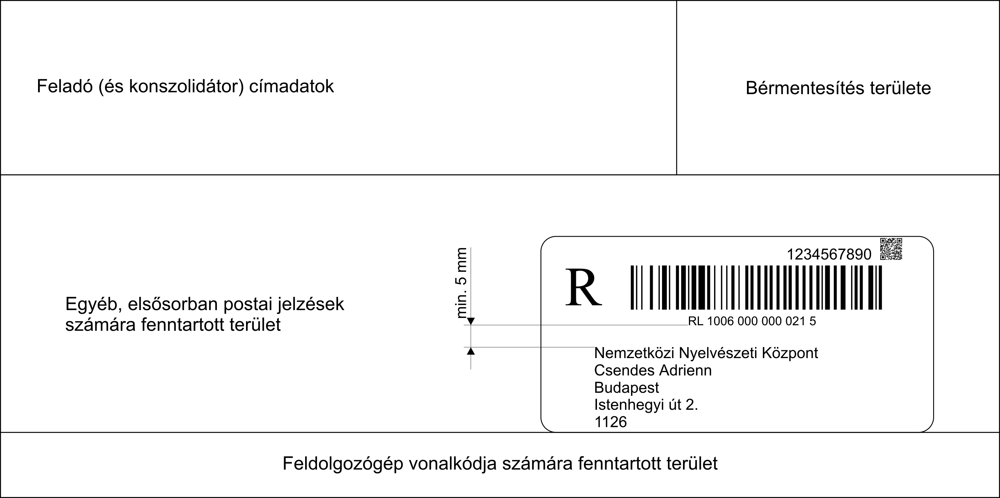 Feladó (és konszolidátor) címadatok
Bérmentesítés területe
Egyéb, elsősorban postai jelzések
számára fenntartott terület
min. 5 mm
1234567890
R
RL 1006 000 000 021 5
Nemzetközi Nyelvészeti Központ
Csendes Adrienn
Budapest
Istenhegyi út 2.
1126
Feldolgozógép vonalkódja számára fenntartott terület